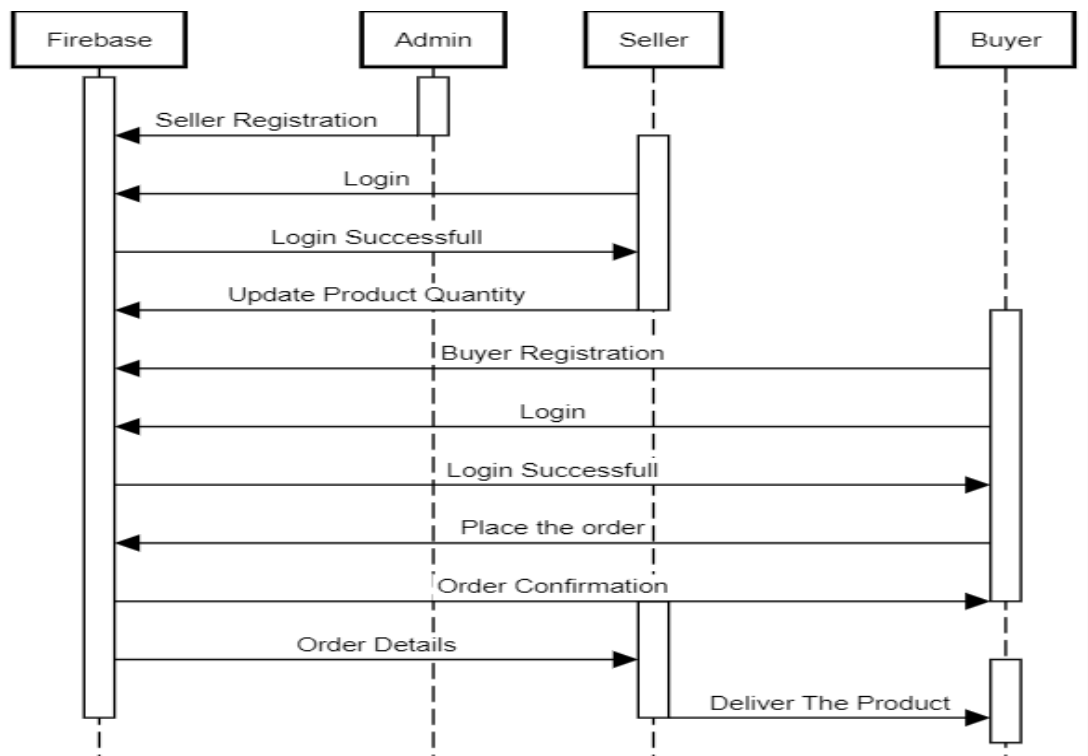 Firebase
Admin
Seller
Buyer
Seller Registration
Login
Login Successfull
Update Product Quantity
Buyer Registration
Login
Login Successfull
Place the order
Order Confirmation
Order Details
Deliver The Product